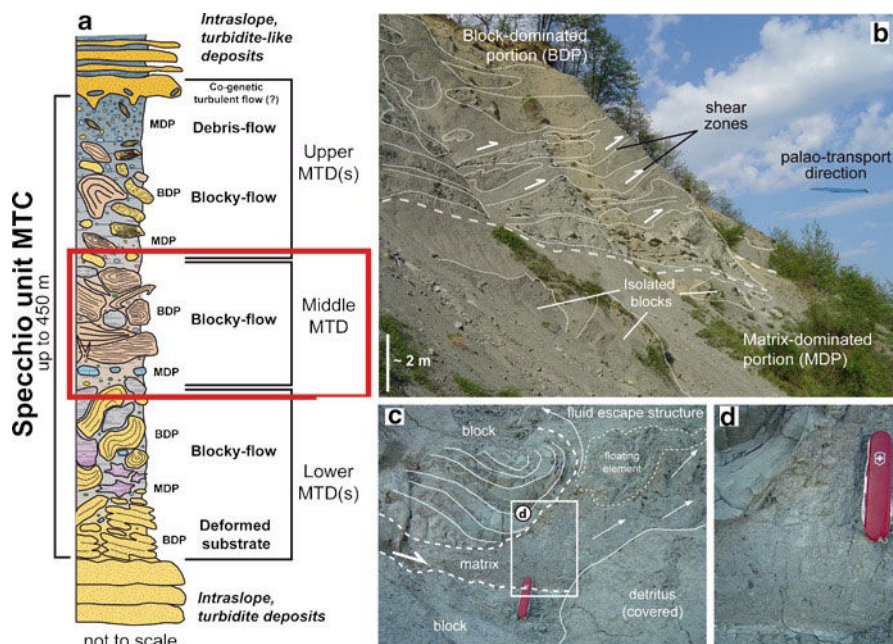 a
Intraslope,
turbidite-like
deposits
Co-genetic
turbulent flow (?)
MDP
Debris-flow
Upper
MTD(s)
BDP
Blocky-flow
MDP
Specchio unit MTC
up to 450 m
BDP
Blocky-flow
Middle
MTD
MDP
BDP
Blocky-flow
Lower
MTD(s)
MDP
BDP
Deformed
substrate
Intraslope,
turbidite deposits
not to scale
b
Block-dominated
portion (BDP)
shear
zones
palao-transport
direction
Isolated
blocks
Matrix-dominated
portion (MDP)
~ 2 m
c
fluid escape structure
block
floating
element
d
matrix
detritus
(covered)
block
d